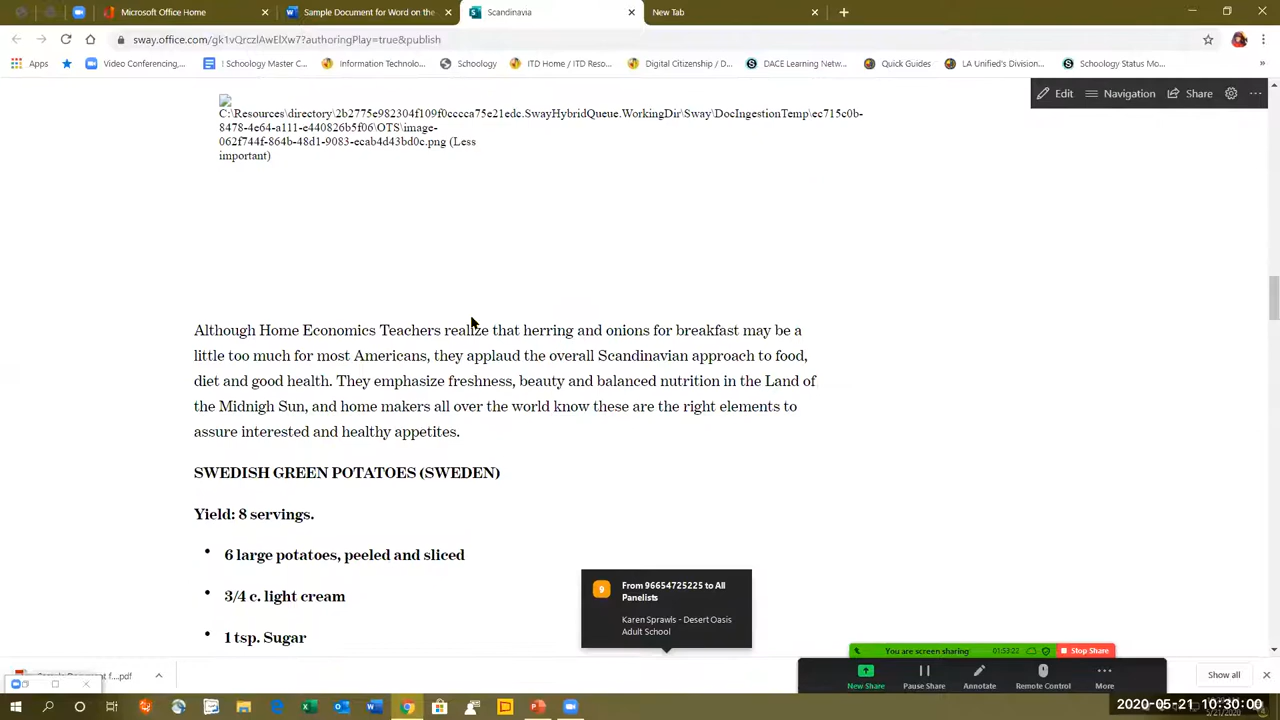 Microsoft Office Home
Sample Document for Word on the
Scandinavia
New Tab
sway.office.com/gk1vQrczlAwElXw7?authoringPlay=true&publish
Apps
Video Conferencing,...
! Schoology Master C...
Information Technolo...
Schoology
ITD Home / ITD Reso...
Digital Citizenship / D...
DACE Learning Netw...
Quick Guides
LA Unified's Division...
Schoology Status Mo...
Edit
Navigation
Share
C:\Resources\directory\2b2775e982304f109f0cccca75e21edc.SwayHybridQueue.WorkingDir\Sway\DocIngestionTemp\ec715c0b-
8478-4e64-a111-e440826b5f06\OTS\image-
062f744f-864b-48d1-9083-ecab4d43bd0c.png (Less
important)
Although Home Economics Teachers realize that herring and onions for breakfast may be a
little too much for most Americans, they applaud the overall Scandinavian approach to food,
diet and good health. They emphasize freshness, beauty and balanced nutrition in the Land of
the Midnigh Sun, and home makers all over the world know these are the right elements to
assure interested and healthy appetites.
SWEDISH GREEN POTATOES (SWEDEN)
Yield: 8 servings.
• 6 large potatoes, peeled and sliced
• 3/4 c. light cream
• 1 tsp. Sugar
9
From 96654725225 to All
Panelists
Karen Sprawls - Desert Oasis
Adult School
You are screen sharing
01:53:22
Stop Share
New Share
Pause Share
Annotate
Remote Control
More
f....pdf
Show all
2020-05-21 10:30:00